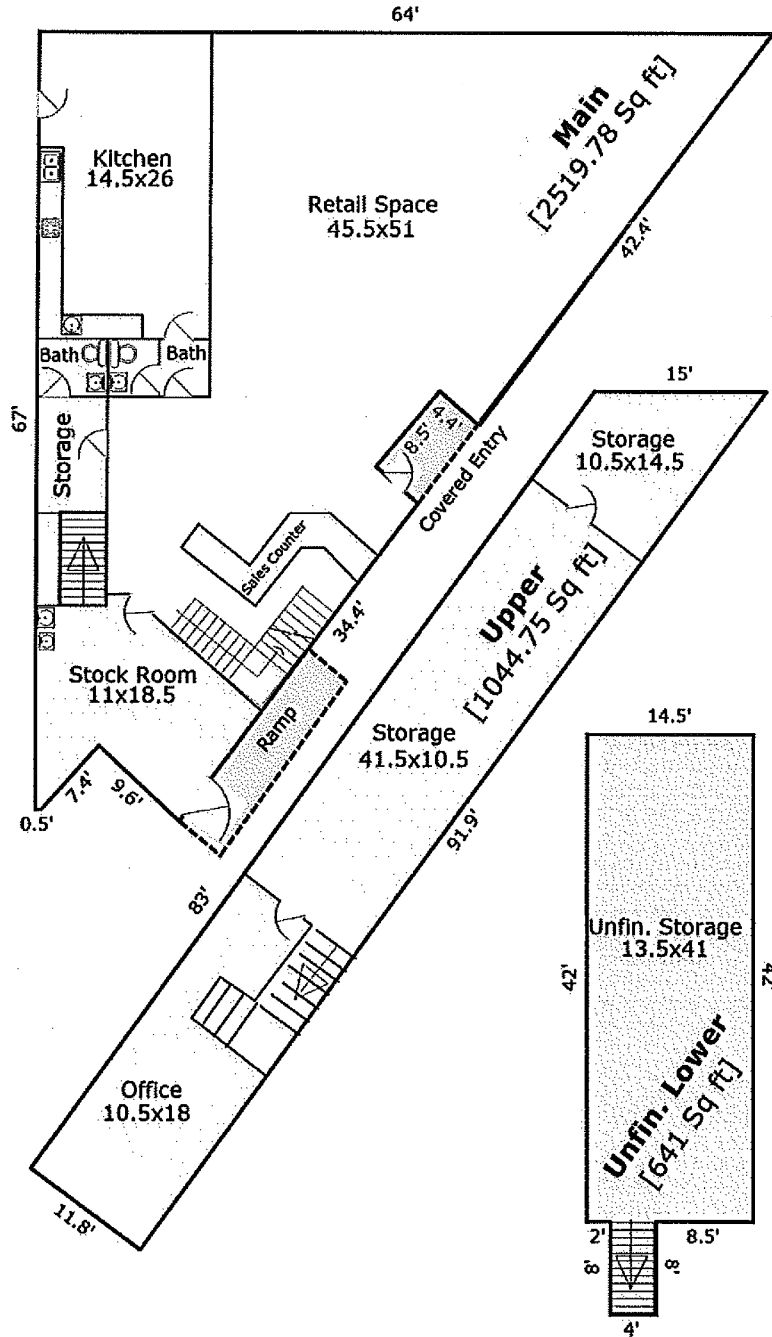 64'
Main
[2519.78 Sq ft]
Kitchen
14.5x26
Retail Space
45.5x51
42.4'
Bath
Bath
67'
Storage
4.4'
8.5'
Covered Entry
15'
Storage
10.5x14.5
Sales Counter
34.4'
Upper
[1044.75 Sq ft]
Stock Room
11x18.5
Ramp
Storage
41.5x10.5
14.5'
7.4'
9.6'
0.5'
91.9'
83'
Unfin. Storage
13.5x41
42'
42'
Office
10.5x18
Unfin. Lower
[641 Sq ft]
11.8'
2'
8.5'
8'
8'
4'